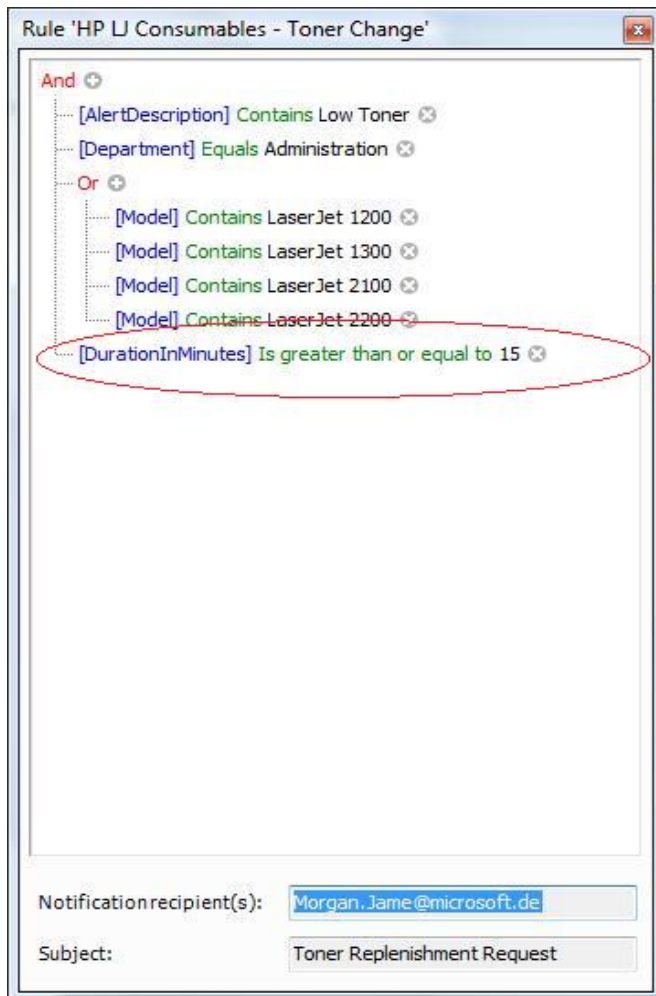 Rule 'HP LJ Consumables - Toner Change'
And
[AlertDescription] Contains Low Toner
[Department] Equals Administration
Or
[Model] Contains LaserJet 1200
[Model] Contains LaserJet 1300
[Model] Contains LaserJet 2100
[Model] Contains LaserJet 2200
[DurationInMinutes] Is greater than or equal to 15
Notification recipient(s): Morgan.Jame@microsoft.de
Subject: Toner Replenishment Request